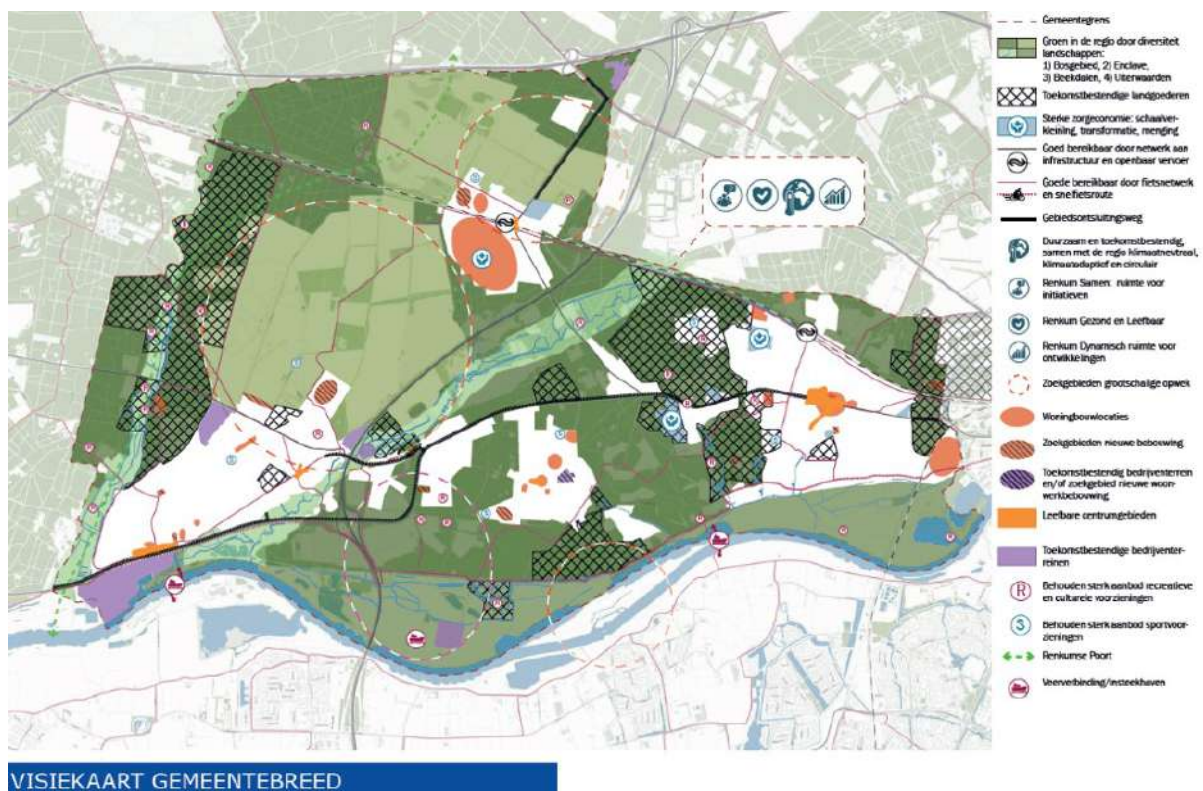 Gemeentegrens
Groen in de regio door diversiteit
landschappen:
1) Bosgebied, 2) Enclave,
3) Beekdalen, 4) Uiterwaarden
Toekomstbestendige landgoederen
Sterke zorgeconomie: schaalver-
kleining, transformatie, menging
Goed bereikbaar door netwerk aan
infrastructuur en openbaar vervoer
Goede bereikbaar door fietsnetwerk
en snelfietsroute
Gebiedsontsluitingsweg
Duurzaam en toekomstbestendig,
samen met de regio klimaatneutraal,
klimaatadaptief en circulair
Renkum Samen: ruimte voor
initiatieven
Renkum Gezond en Leefbaar
Renkum Dynamisch ruimte voor
ontwikkelingen
Zoekgebieden grootschalige opwek
Woningbouwlocaties
Zoekgebieden nieuwe bebouwing
Toekomstbestendig bedrijventerrein
en/of zoekgebied nieuwe woon-
werkbebouwing
Leefbare centrumgebieden
Toekomstbestendige bedrijventer-
reinen
R
Behouden sterk aanbod recreatieve
en culturele voorzieningen
S
Behouden sterk aanbod sportvoor-
zieningen
Renkumse Poort
Veerverbinding/insteekhaven
VISIEKAART GEMEENTEBREED